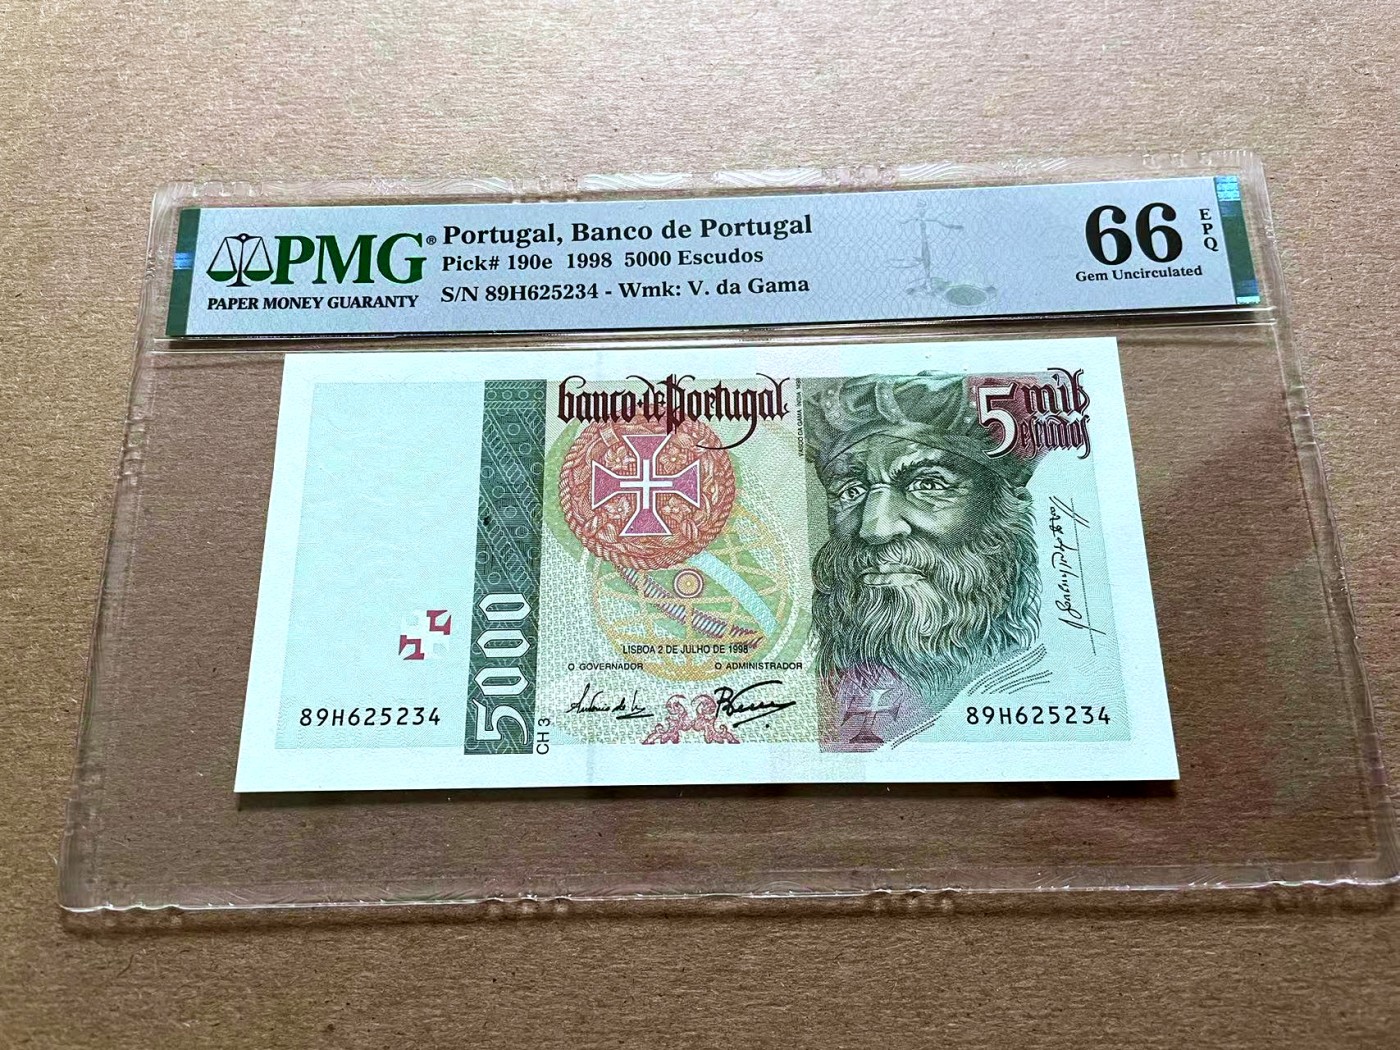 PMG®
PAPER MONEY GUARANTY
Portugal, Banco de Portugal
Pick# 190e 1998 5000 Escudos
S/N 89H625234 - Wmk: V. da Gama
66
EPQ
Gem Uncirculated
banco de Portugal
5 mil
escudos
5000
LISBOA 2 DE JULHO DE 1998
O GOVERNADOR O ADMINISTRADOR
89H625234
CH 3
89H625234